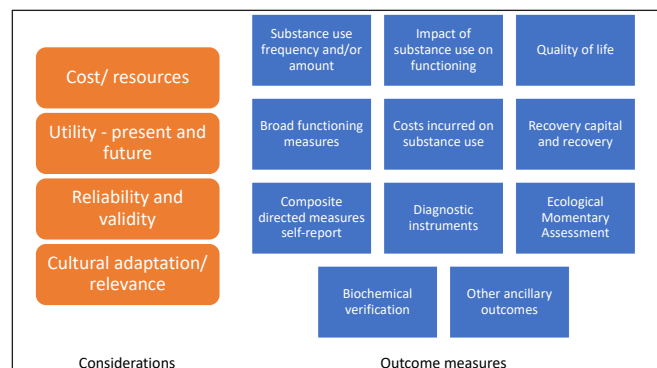 Cost/ resources
Utility - present and
future
Reliability and
validity
Cultural adaptation/
relevance
Considerations
Substance use
frequency and/or
amount
Impact of
substance use on
functioning
Quality of life
Broad functioning
measures
Costs incurred on
substance use
Recovery capital
and recovery
Composite
directed measures
self-report
Diagnostic
instruments
Ecological
Momentary
Assessment
Biochemical
verification
Other ancillary
outcomes
Outcome measures